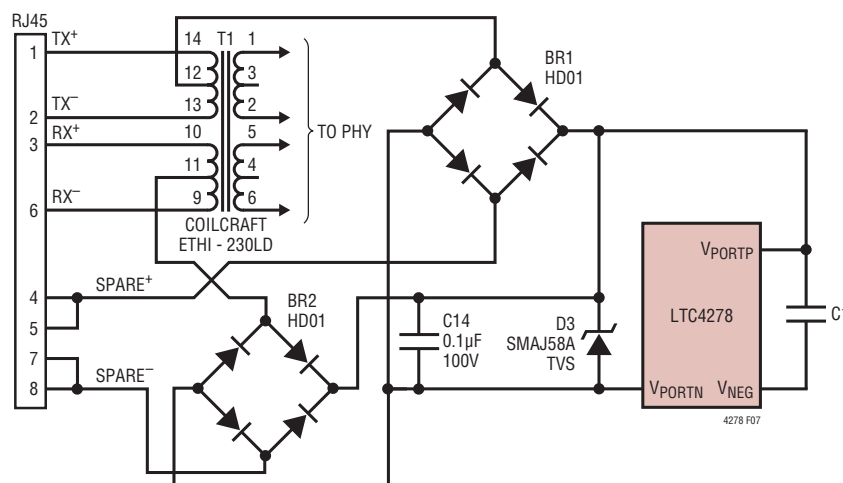 RJ45
1
TX+
2
TX−
3
RX+
6
RX−
4
SPARE+
5
7
8
SPARE−
14
T1
1
12
3
13
2
10
5
11
4
9
6
TO PHY
COILCRAFT
ETHI - 230LD
BR1
HD01
BR2
HD01
C14
0.1µF
100V
D3
SMAJ58A
TVS
VPORTP
LTC4278
VPORTN
VNEG
4278 F07